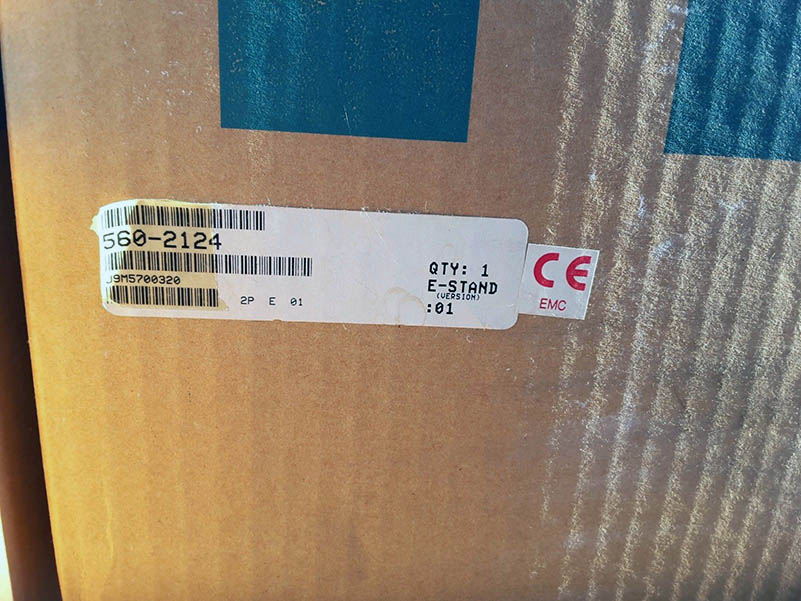 560-2124
J9M5700320
2P E 01
QTY: 1
E-STAND
(VERSION)
:01
CE
EMC